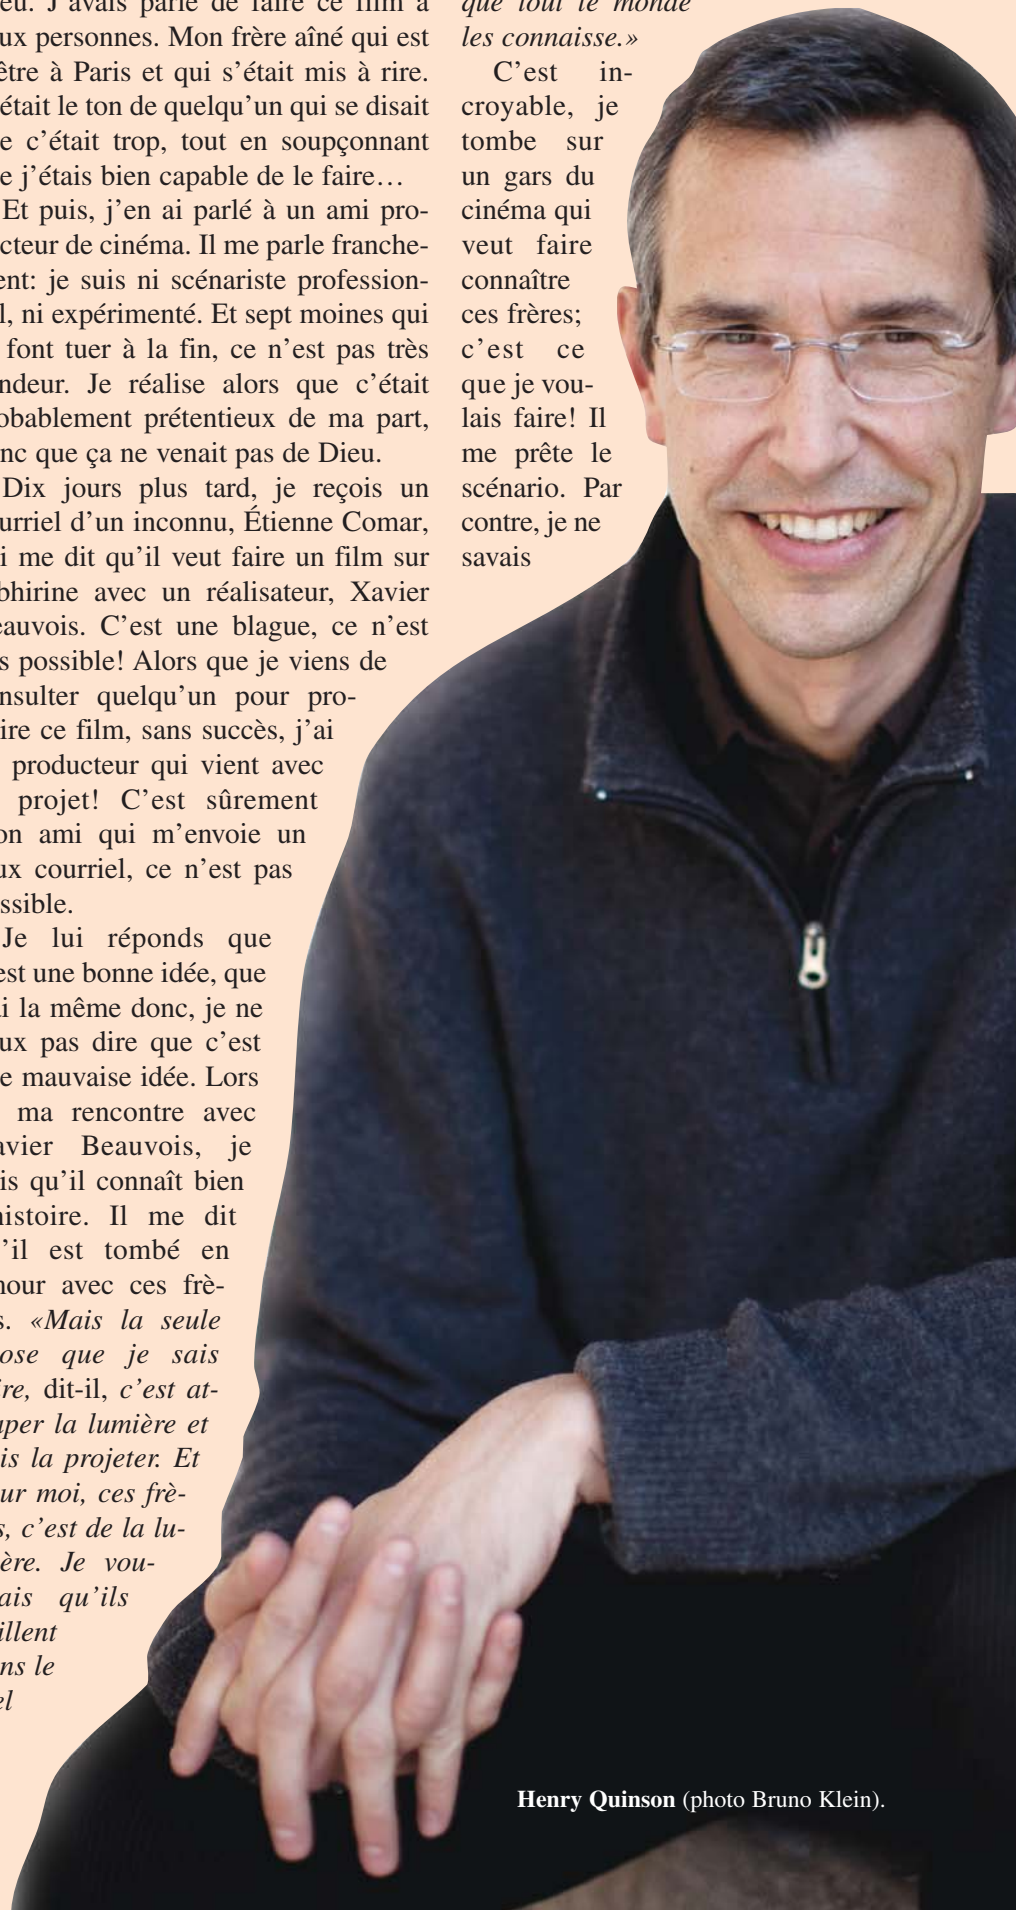 eu. J'avais parlé de faire ce film à
ux personnes. Mon frère aîné qui est
être à Paris et qui s'était mis à rire.
était le ton de quelqu'un qui se disait
e c'était trop, tout en soupçonnant
e j'étais bien capable de le faire…
Et puis, j'en ai parlé à un ami pro-
cteur de cinéma. Il me parle franche-
ent: je suis ni scénariste profession-
l, ni expérimenté. Et sept moines qui
font tuer à la fin, ce n'est pas très
ndeur. Je réalise alors que c'était
obablement prétentieux de ma part,
nc que ça ne venait pas de Dieu.
Dix jours plus tard, je reçois un
urriel d'un inconnu, Étienne Comar,
i me dit qu'il veut faire un film sur
bhirine avec un réalisateur, Xavier
eauvois. C'est une blague, ce n'est
s possible! Alors que je viens de
nsulter quelqu'un pour pro-
ire ce film, sans succès, j'ai
producteur qui vient avec
projet! C'est sûrement
on ami qui m'envoie un
ux courriel, ce n'est pas
ssible.
Je lui réponds que
est une bonne idée, que
i la même donc, je ne
ux pas dire que c'est
e mauvaise idée. Lors
ma rencontre avec
avier Beauvois, je
is qu'il connaît bien
histoire. Il me dit
'il est tombé en
nour avec ces frè-
s. «Mais la seule
ose que je sais
ire, dit-il, c'est at-
aper la lumière et
is la projeter. Et
ur moi, ces frè-
s, c'est de la lu-
ère. Je vou-
ais qu'ils
illent
ns le
el
que tout le monde
les connaisse.»
C'est in-
croyable, je
tombe sur
un gars du
cinéma qui
veut faire
connaître
ces frères;
c'est ce
que je vou-
lais faire! Il
me prête le
scénario. Par
contre, je ne
savais
Henry Quinson (photo Bruno Klein).